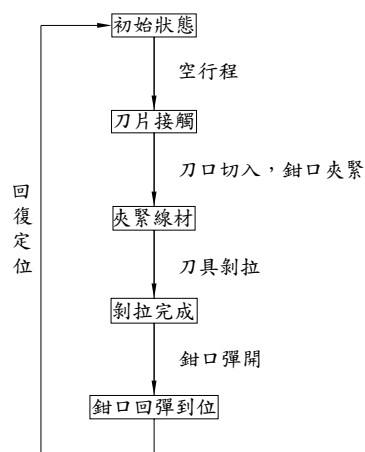 初始狀態
空行程
刀片接觸
刀口切入，鉗口夾緊
夾緊線材
刀具剝拉
剝拉完成
鉗口彈開
鉗口回彈到位
回復定位